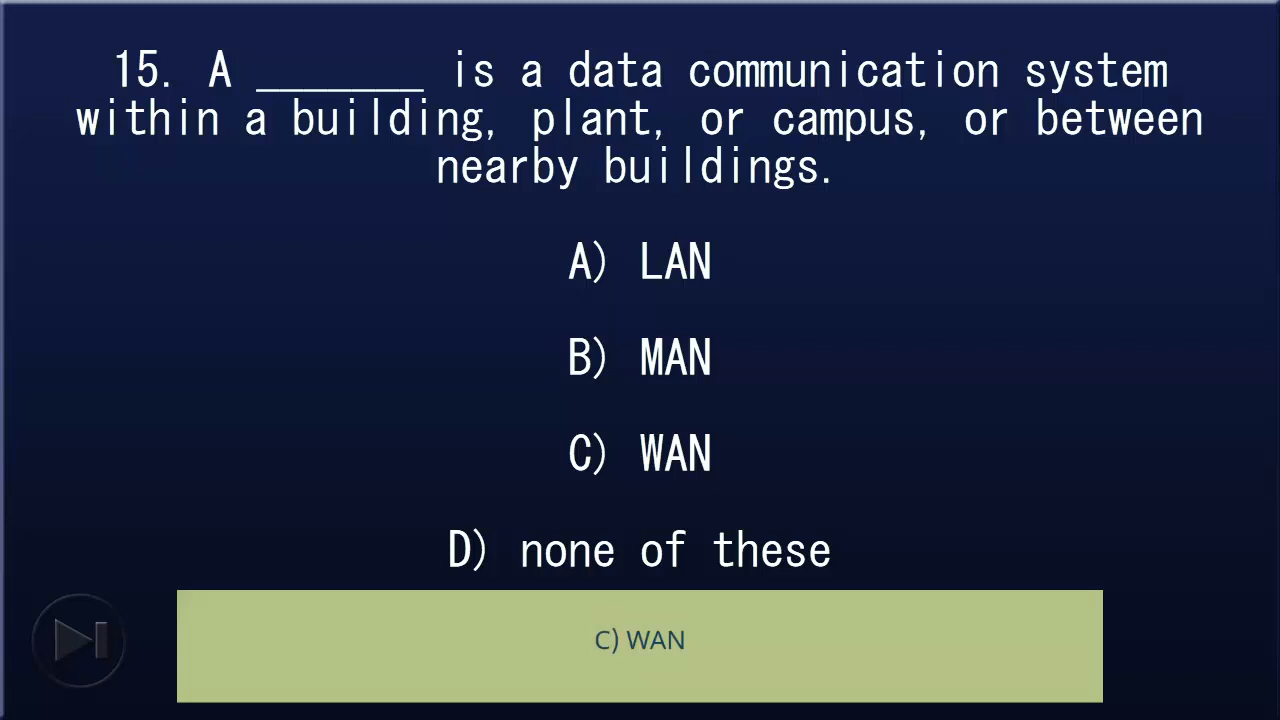 15. A _______ is a data communication system
within a building, plant, or campus, or between
nearby buildings.
A) LAN
B) MAN
C) WAN
D) none of these
C) WAN